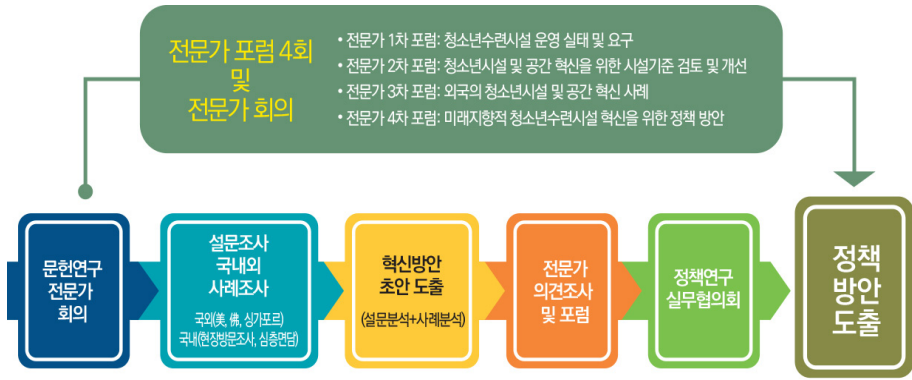 전문가 포럼 4회
및
전문가 회의
• 전문가 1차 포럼: 청소년수련시설 운영 실태 및 요구
• 전문가 2차 포럼: 청소년시설 및 공간 혁신을 위한 시설기준 검토 및 개선
• 전문가 3차 포럼: 외국의 청소년시설 및 공간 혁신 사례
• 전문가 4차 포럼: 미래지향적 청소년수련시설 혁신을 위한 정책 방안
문헌연구
전문가
회의
설문조사
국내외
사례조사
국외(美, 佛, 싱가포르)
국내(현장방문조사, 심층면담)
혁신방안
초안 도출
(설문분석+사례분석)
전문가
의견조사
및 포럼
정책연구
실무협의회
정책
방안
도출